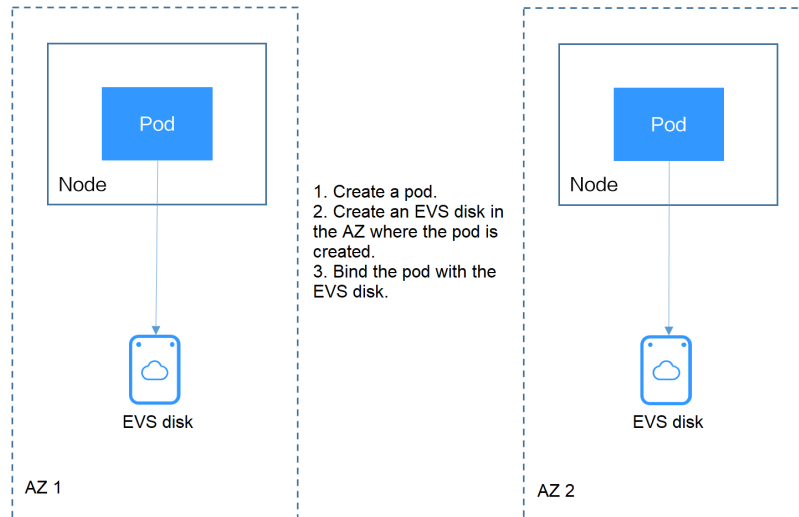 Pod
Node
EVS disk
AZ 1
1. Create a pod.
2. Create an EVS disk in
the AZ where the pod is
created.
3. Bind the pod with the
EVS disk.
Pod
Node
EVS disk
AZ 2